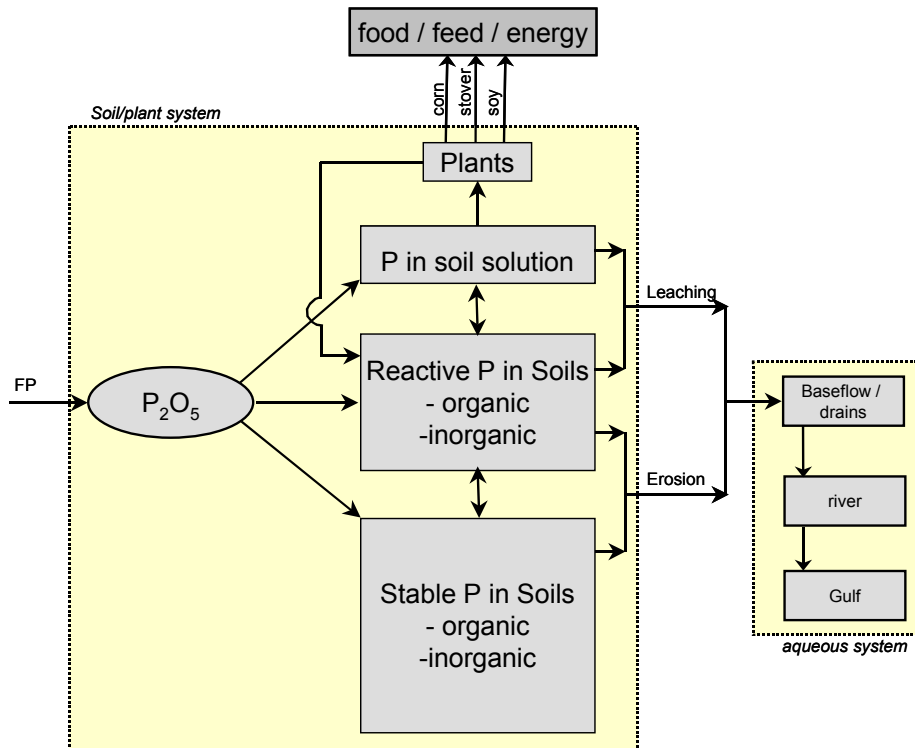 food / feed / energy
corn
stover
soy
Soil/plant system
Plants
P in soil solution
Leaching
Reactive P in Soils
- organic
-inorganic
FP
P₂O₅
Baseflow /
drains
Erosion
river
Stable P in Soils
- organic
-inorganic
Gulf
aqueous system